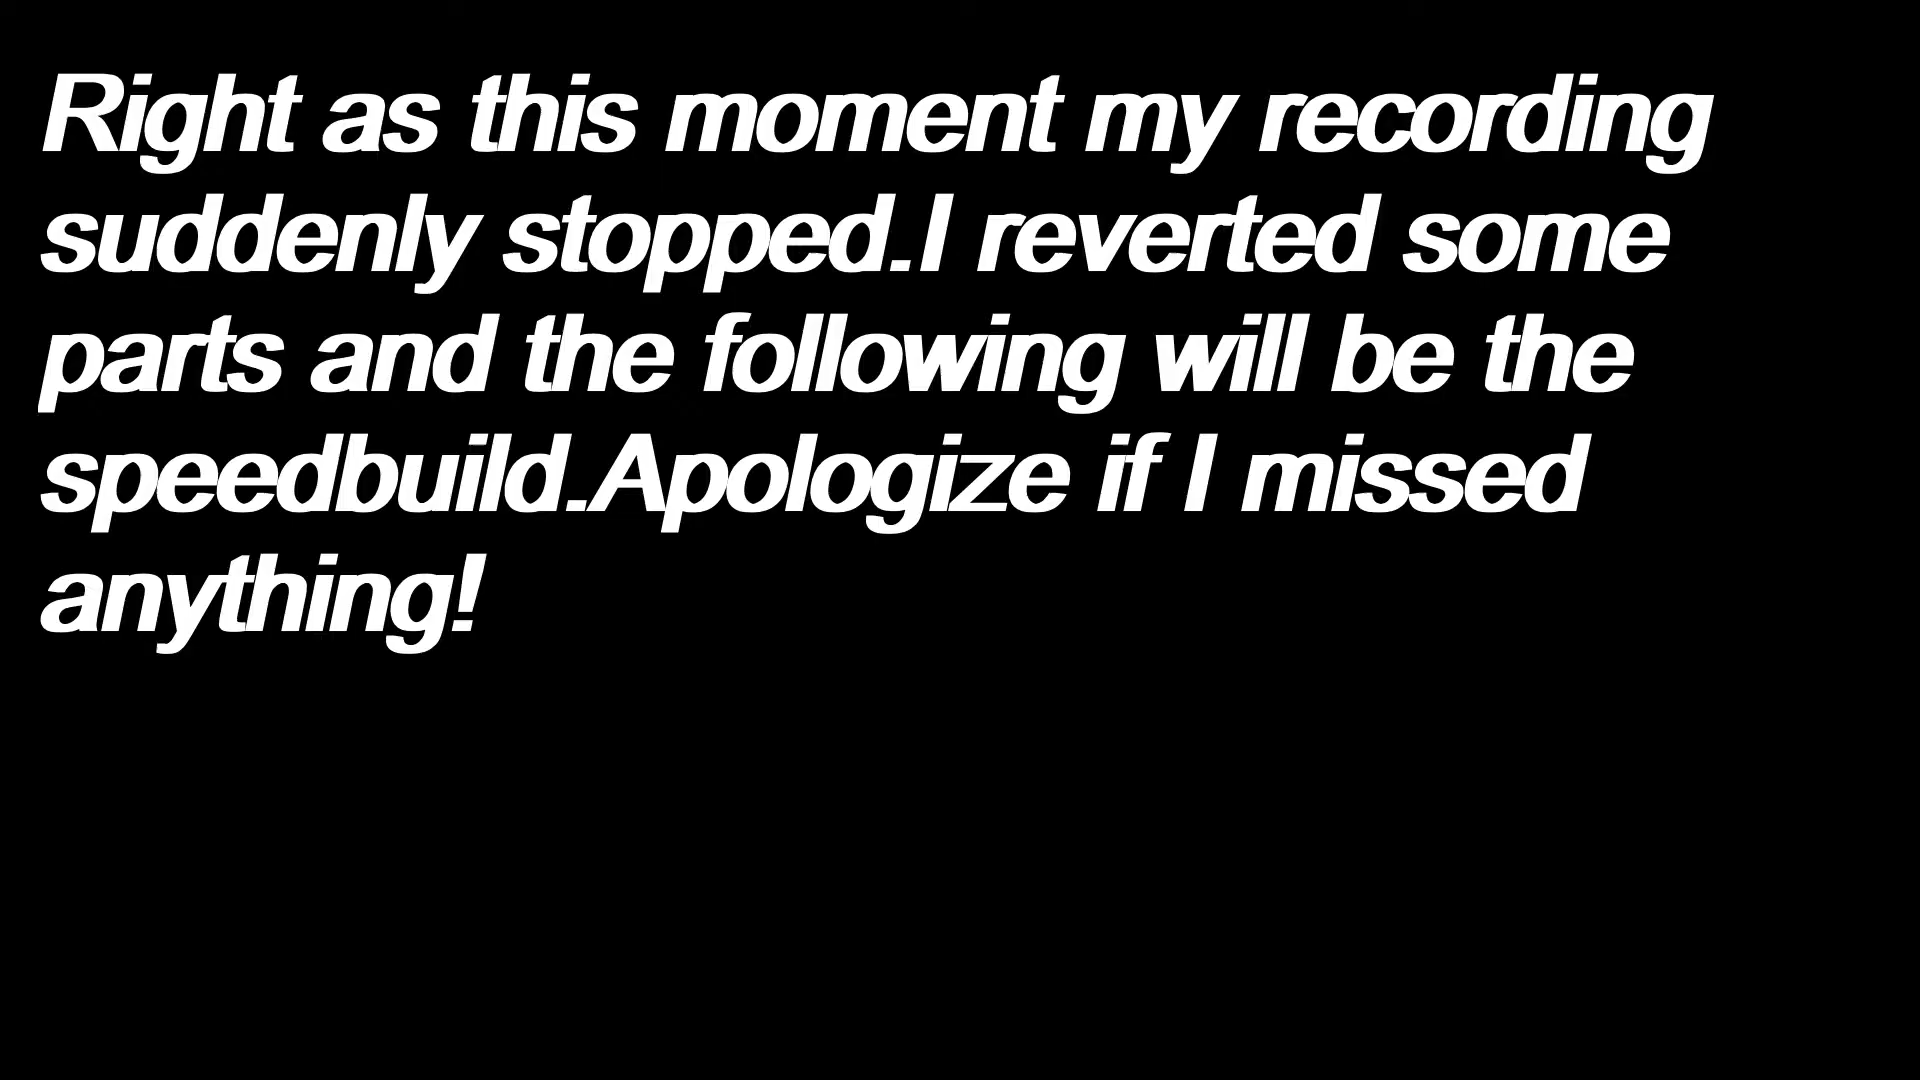 Right as this moment my recording
suddenly stopped.I reverted some
parts and the following will be the
speedbuild.Apologize if I missed
anything!